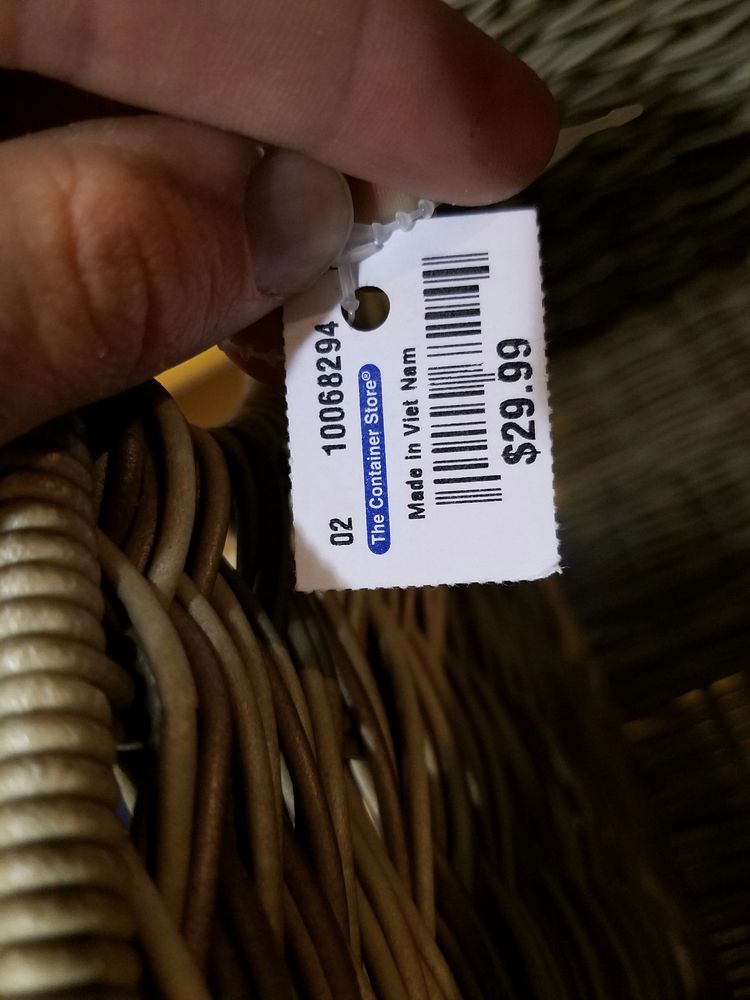 02 10068294
The Container Store®
Made in Viet Nam
$29.99